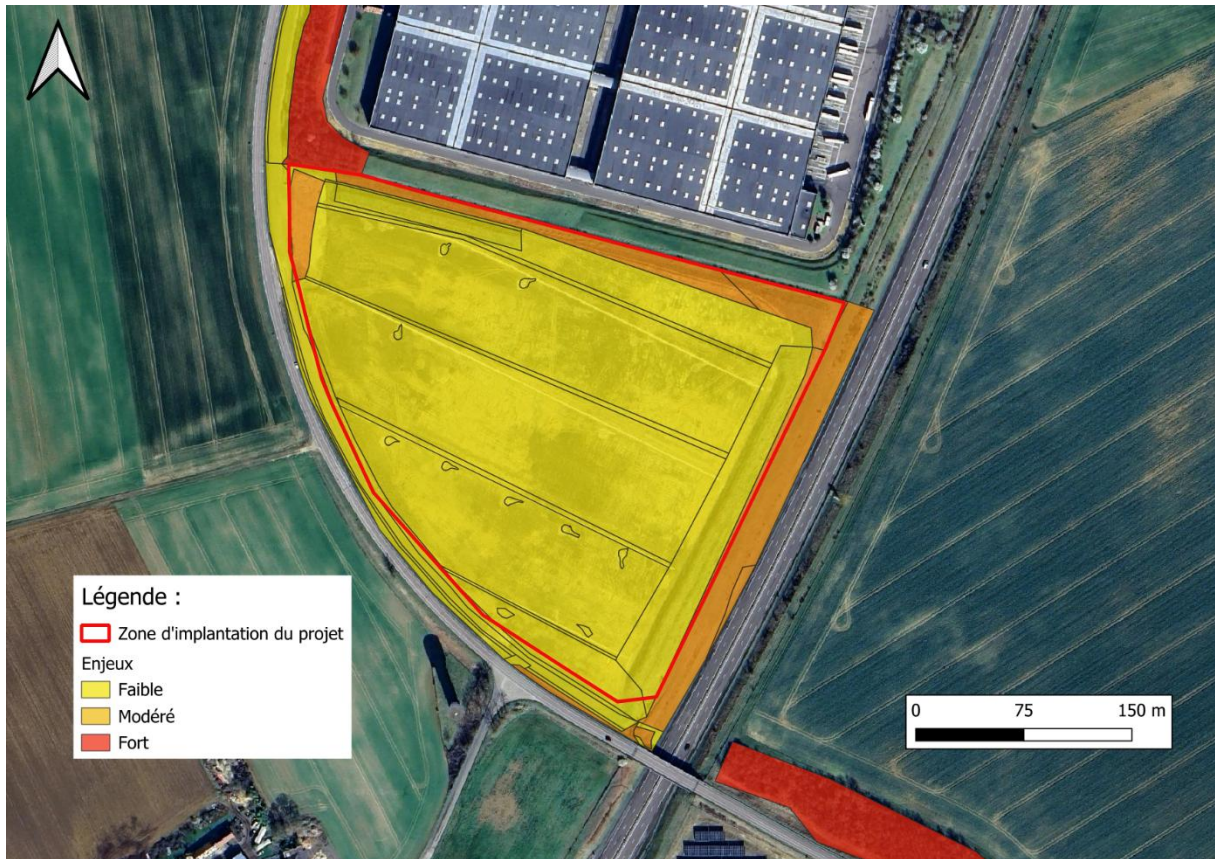 Légende :
Zone d'implantation du projet
Enjeux
Faible
Modéré
Fort
0 75 150 m